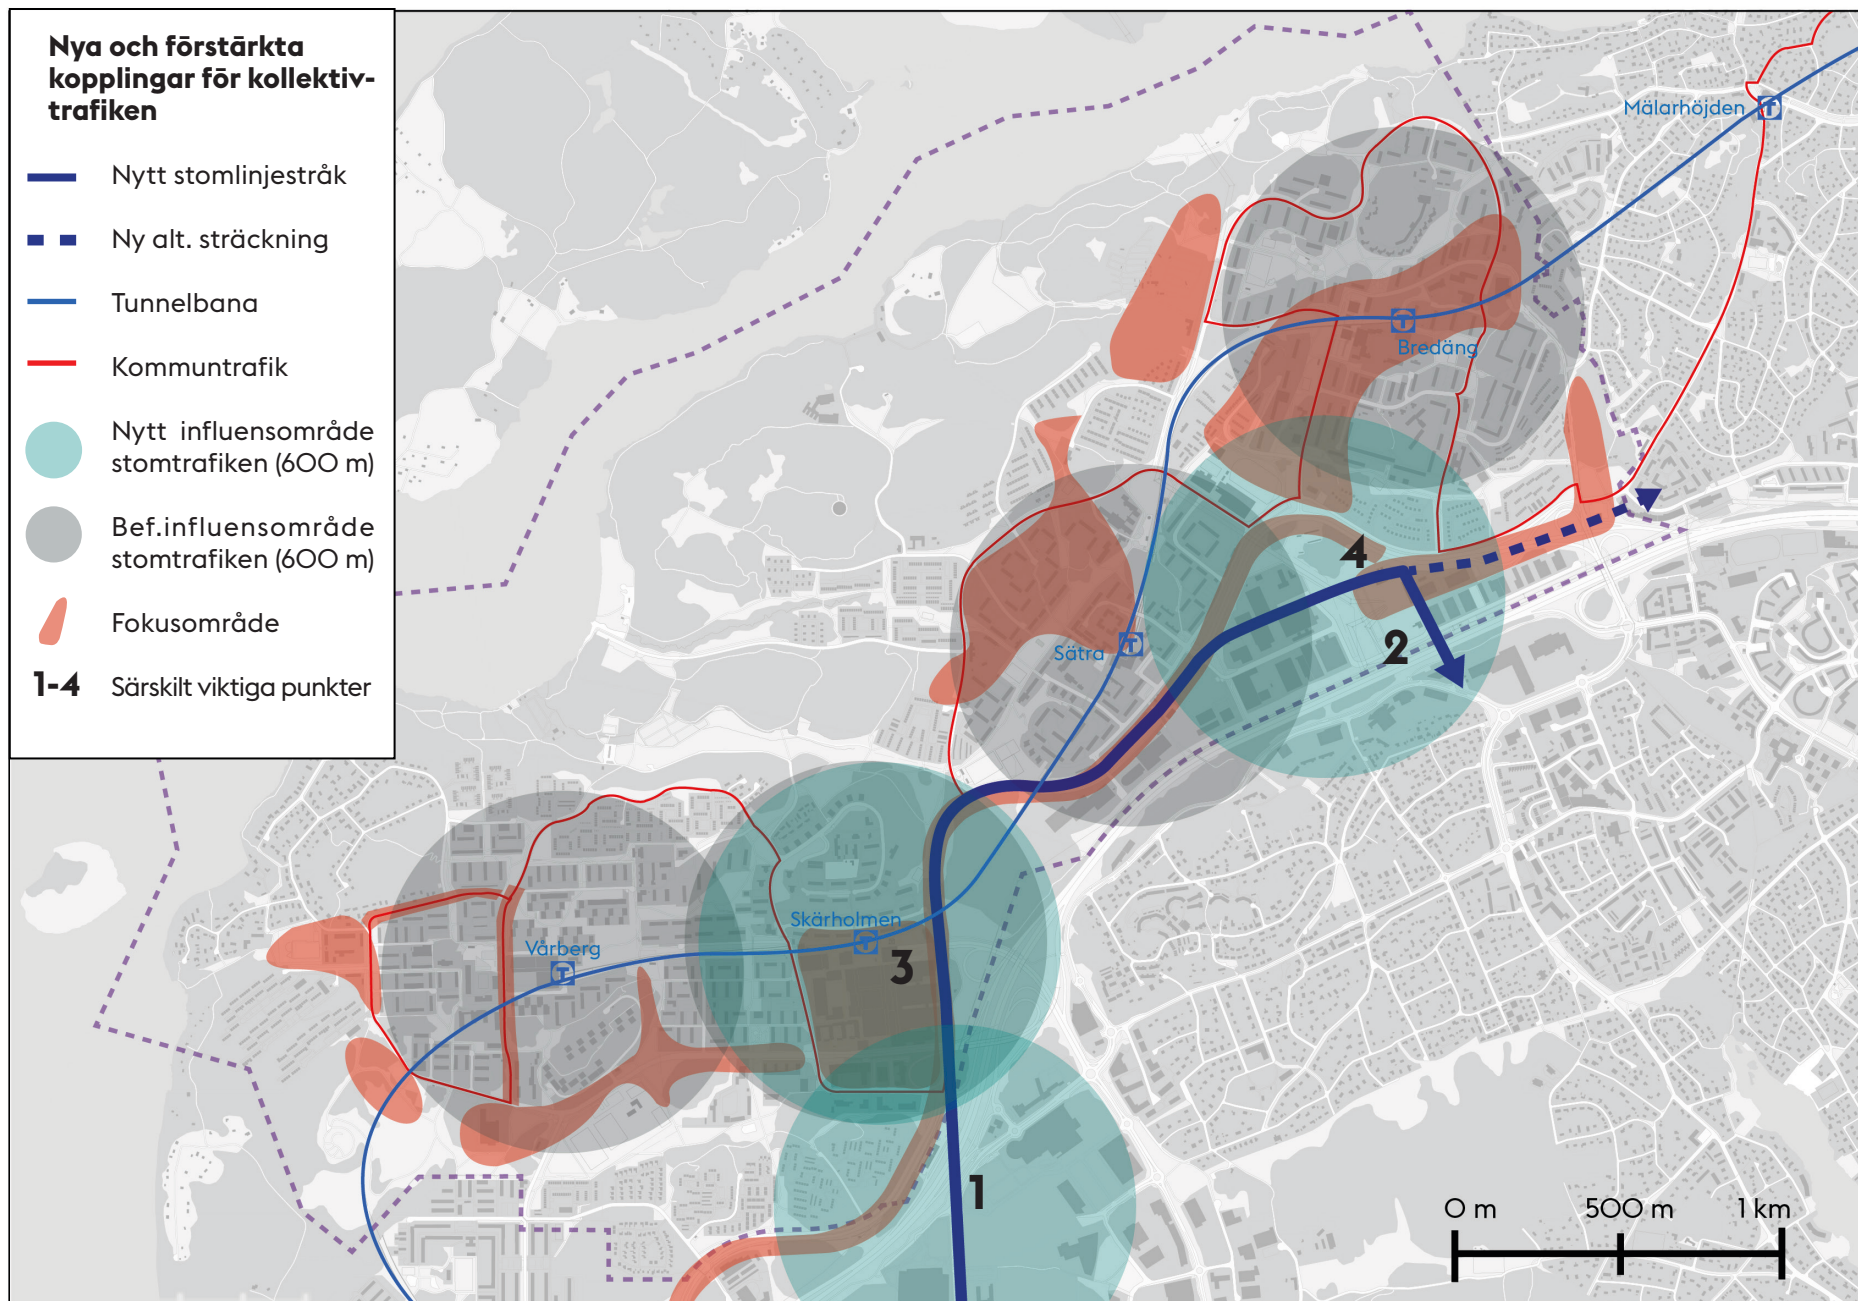 Nya och förstärkta
kopplingar för kollektiv-
trafiken
Nytt stomlinjestråk
Ny alt. sträckning
Tunnelbana
Kommuntrafik
Nytt influensområde
stomtrafiken (600 m)
Bef.influensområde
stomtrafiken (600 m)
Fokusområde
1-4 Särskilt viktiga punkter
Mälarhöjden
T
T
Bredäng
4
2
Sätra
T
Skärholmen
T
3
Vårberg
T
1
0 m
500 m
1 km